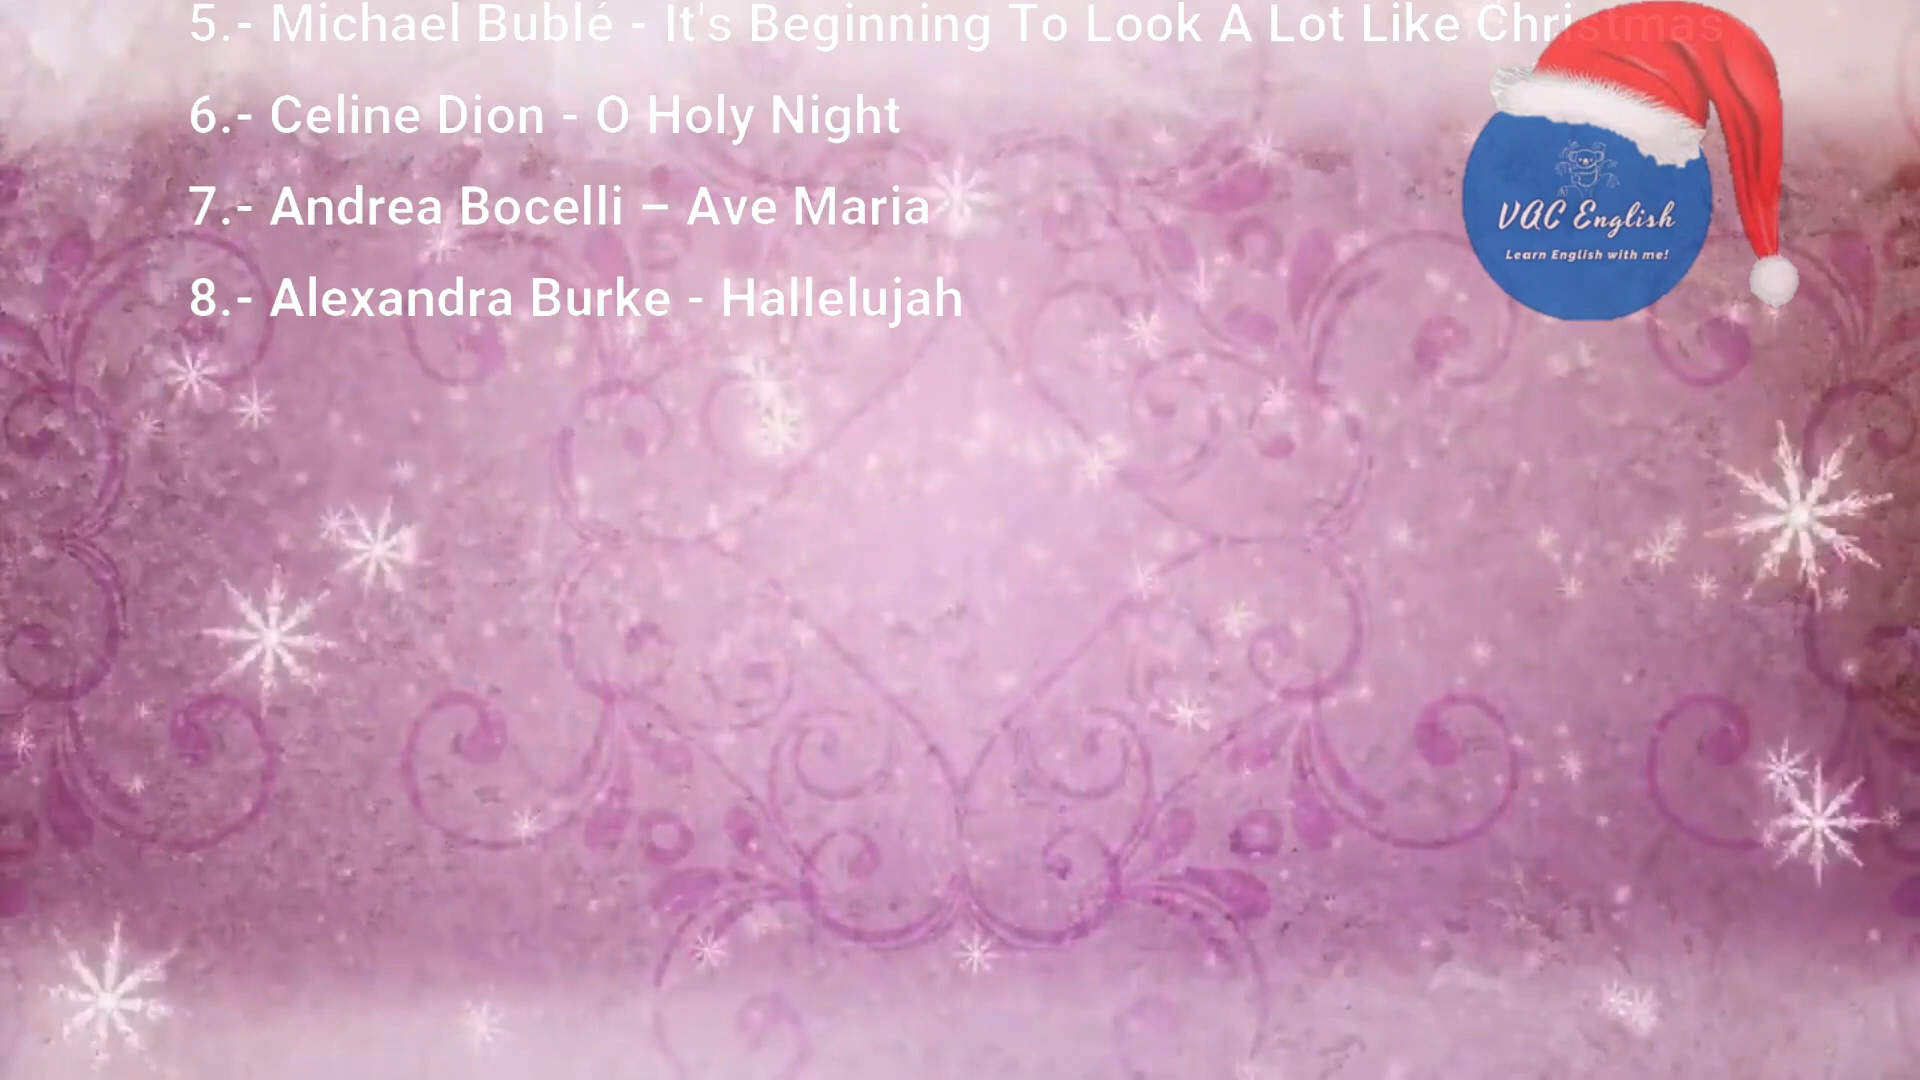 5.- Michael Bublé - It's Beginning To Look A Lot Like Christmas
6.- Celine Dion - O Holy Night
7.- Andrea Bocelli – Ave Maria
8.- Alexandra Burke - Hallelujah
VGC English
Learn English with me!